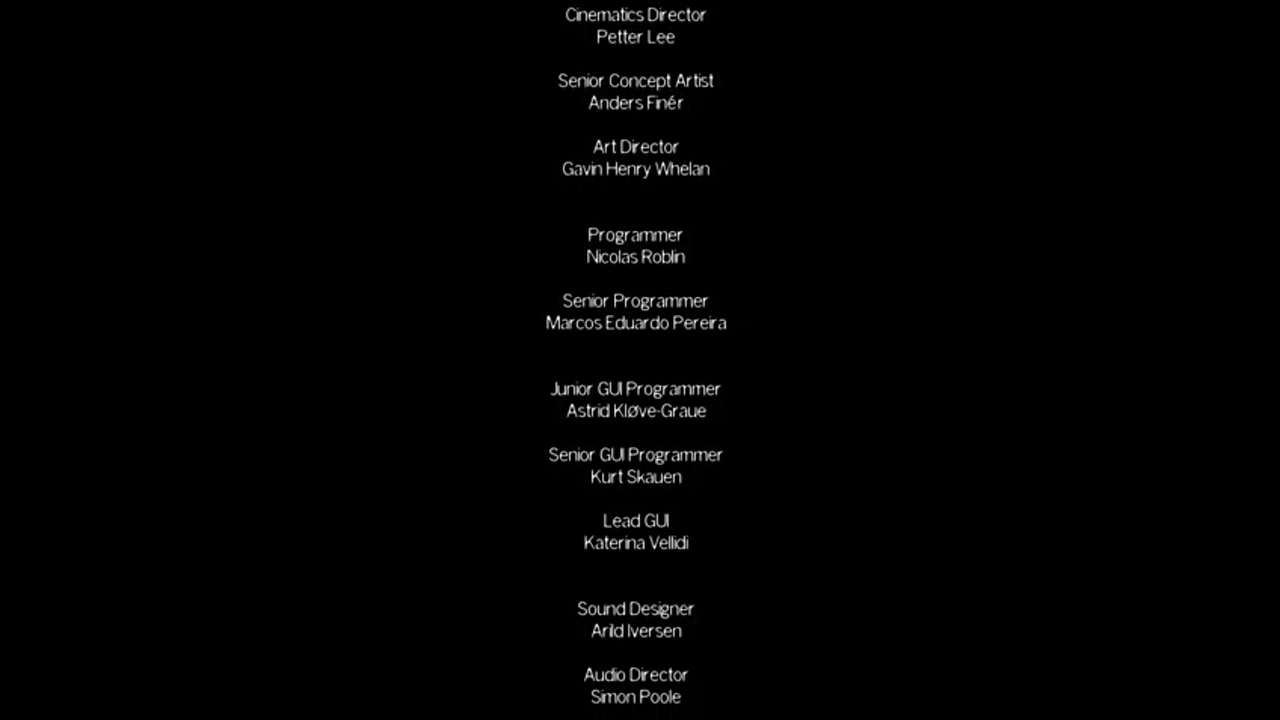 Cinematics Director
Petter Lee
Senior Concept Artist
Anders Finér
Art Director
Gavin Henry Whelan
Programmer
Nicolas Roblin
Senior Programmer
Marcos Eduardo Pereira
Junior GUI Programmer
Astrid Kløve-Graue
Senior GUI Programmer
Kurt Skauen
Lead GUI
Katerina Vellidi
Sound Designer
Arild Iversen
Audio Director
Simon Poole